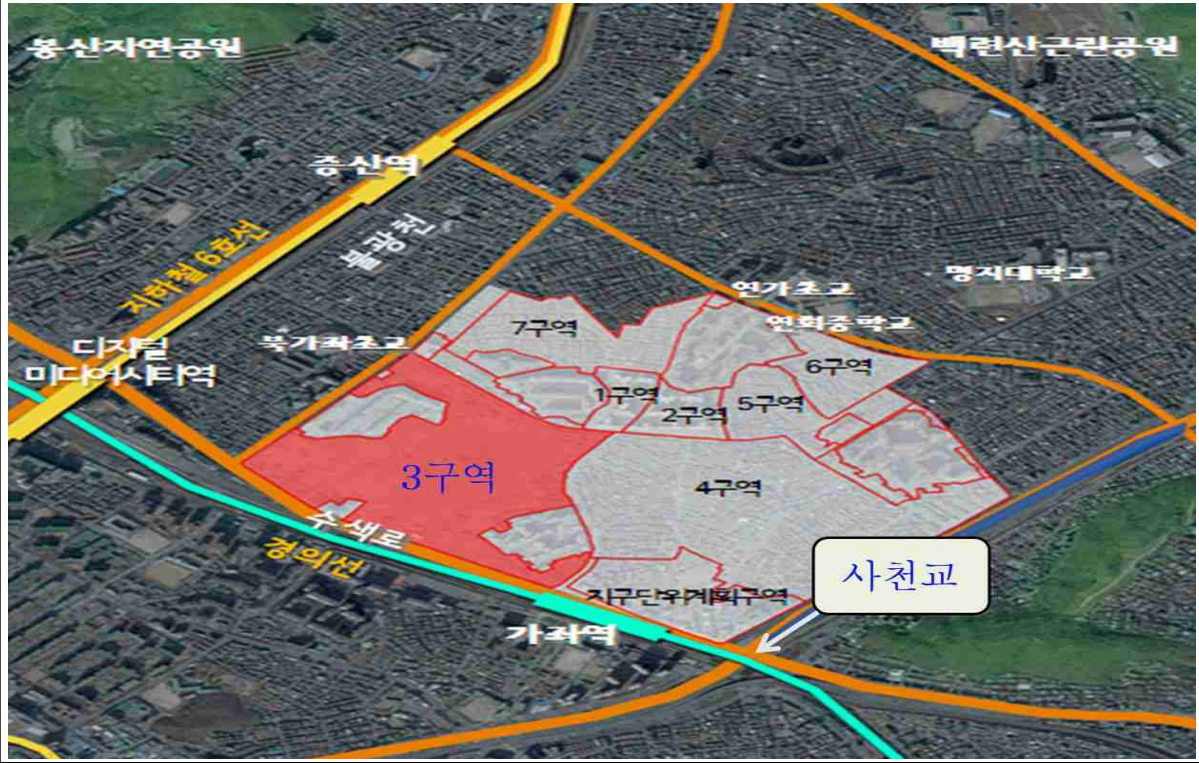 봉산자연공원
백련산근린공원
증산역
지하철 6호선
불광천
명지대학교
연가초교
연희중학교
7구역
북가좌초교
디지털
미디어시티역
6구역
1구역
2구역
5구역
3구역
4구역
수색로
경의선
사천교
지구단위계획구역
가좌역